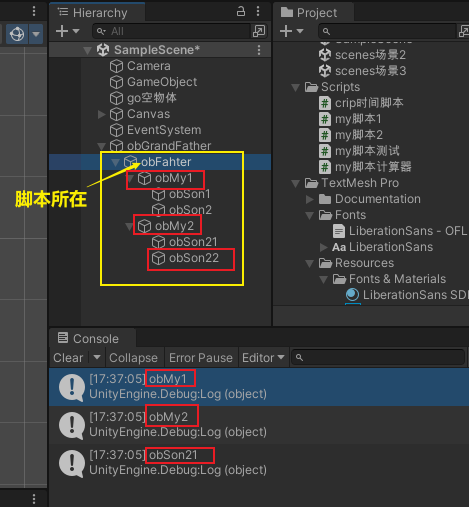 Hierarchy
All
SampleScene*
Camera
GameObject
go空物体
Canvas
EventSystem
obGrandFather
obFahter
obMy1
obSon1
obSon2
obMy2
obSon21
obSon22
脚本所在
Project
scenes场景2
scenes场景3
Scripts
crip时间脚本
my脚本1
my脚本2
my脚本测试
my脚本计算器
TextMesh Pro
Documentation
Fonts
LiberationSans - OFL
Aa LiberationSans
Resources
Fonts & Materials
LiberationSans SD
Console
Clear Collapse Error Pause Editor
[17:37:05] obMy1
UnityEngine.Debug:Log (object)
[17:37:05] obMy2
UnityEngine.Debug:Log (object)
[17:37:05] obSon21
UnityEngine.Debug:Log (object)